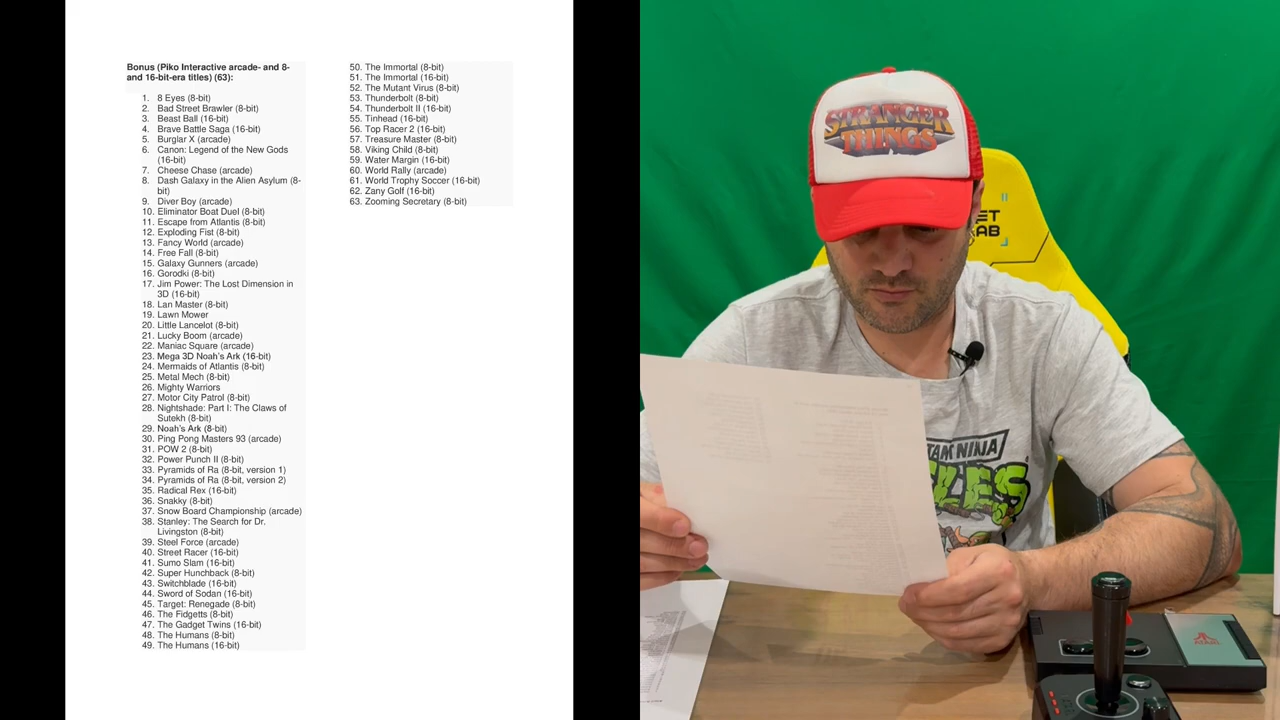 Bonus (Piko Interactive arcade- and 8-
and 16-bit-era titles) (63):
1. 8 Eyes (8-bit)
2. Bad Street Brawler (8-bit)
3. Beast Ball (16-bit)
4. Brave Battle Saga (16-bit)
5. Burglar X (arcade)
6. Canon: Legend of the New Gods
(16-bit)
7. Cheese Chase (arcade)
8. Dash Galaxy in the Alien Asylum (8-
bit)
9. Diver Boy (arcade)
10. Eliminator Boat Duel (8-bit)
11. Escape from Atlantis (8-bit)
12. Exploding Fist (8-bit)
13. Fancy World (arcade)
14. Free Fall (8-bit)
15. Galaxy Gunners (arcade)
16. Gorodki (8-bit)
17. Jim Power: The Lost Dimension in
3D (16-bit)
18. Lan Master (8-bit)
19. Lawn Mower
20. Little Lancelot (8-bit)
21. Lucky Boom (arcade)
22. Maniac Square (arcade)
23. Mega 3D Noah's Ark (16-bit)
24. Mermaids of Atlantis (8-bit)
25. Metal Mech (8-bit)
26. Mighty Warriors
27. Motor City Patrol (8-bit)
28. Nightshade: Part I: The Claws of
Sutekh (8-bit)
29. Noah's Ark (8-bit)
30. Ping Pong Masters 93 (arcade)
31. POW 2 (8-bit)
32. Power Punch II (8-bit)
33. Pyramids of Ra (8-bit, version 1)
34. Pyramids of Ra (8-bit, version 2)
35. Radical Rex (16-bit)
36. Snakky (8-bit)
37. Snow Board Championship (arcade)
38. Stanley: The Search for Dr.
Livingston (8-bit)
39. Steel Force (arcade)
40. Street Racer (16-bit)
41. Sumo Slam (16-bit)
42. Super Hunchback (8-bit)
43. Switchblade (16-bit)
44. Sword of Sodan (16-bit)
45. Target: Renegade (8-bit)
46. The Fidgetts (8-bit)
47. The Gadget Twins (16-bit)
48. The Humans (8-bit)
49. The Humans (16-bit)
50. The Immortal (8-bit)
51. The Immortal (16-bit)
52. The Mutant Virus (8-bit)
53. Thunderbolt (8-bit)
54. Thunderbolt II (16-bit)
55. Tinhead (16-bit)
56. Top Racer 2 (16-bit)
57. Treasure Master (8-bit)
58. Viking Child (8-bit)
59. Water Margin (16-bit)
60. World Rally (arcade)
61. World Trophy Soccer (16-bit)
62. Zany Golf (16-bit)
63. Zooming Secretary (8-bit)
STRANGER
THINGS
NINJA
ATARI